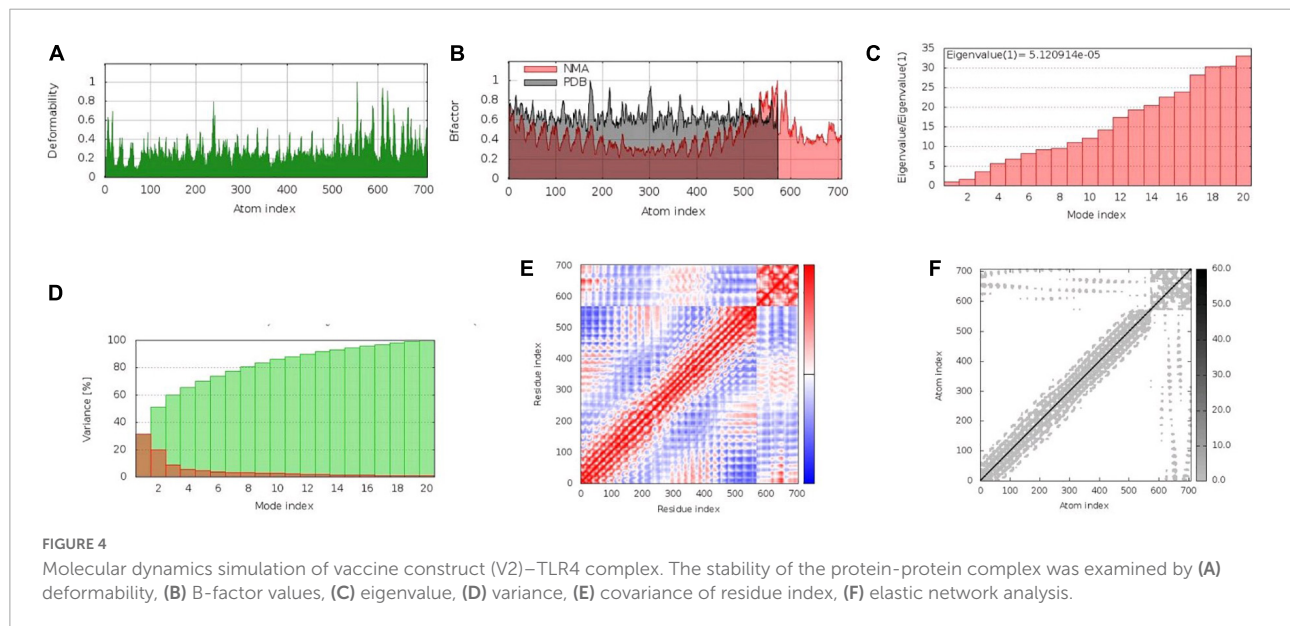 A
Deformability
1
0.8
0.6
0.4
0.2
0
0 100 200 300 400 500 600 700
Atom index
B
NMA
PDB
Bfactor
1
0.8
0.6
0.4
0.2
0
0 100 200 300 400 500 600 700
Atom index
C
Eigenvalue(1)= 5.120914e-05
Eigenvalue/Eigenvalue(1)
35
30
25
20
15
10
5
0
2 4 6 8 10 12 14 16 18 20
Mode index
D
Variance [%]
100
80
60
40
20
0
2 4 6 8 10 12 14 16 18 20
Mode index
E
Residue index
700
600
500
400
300
200
100
0
0 100 200 300 400 500 600 700
Residue index
F
Atom index
700
600
500
400
300
200
100
0
0 100 200 300 400 500 600 700
Atom index
60.0
50.0
40.0
30.0
20.0
10.0
0.0
FIGURE 4
Molecular dynamics simulation of vaccine construct (V2)–TLR4 complex. The stability of the protein-protein complex was examined by (A)
deformability, (B) B-factor values, (C) eigenvalue, (D) variance, (E) covariance of residue index, (F) elastic network analysis.